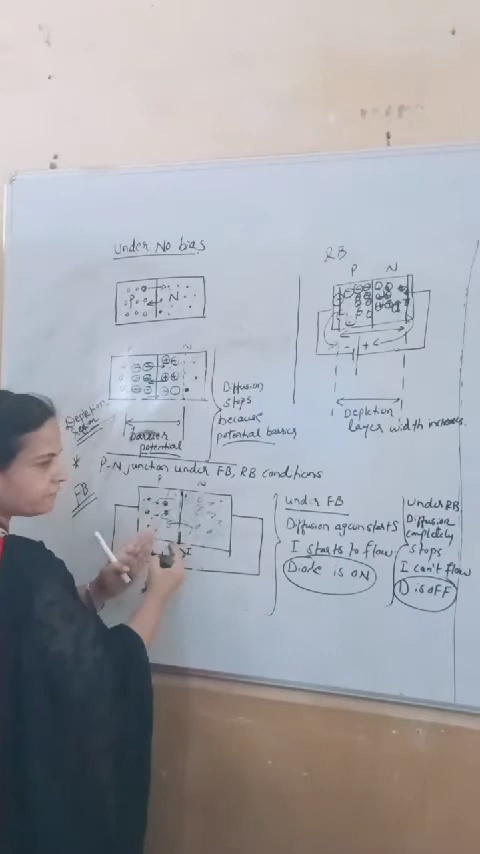 Under No bias
P N
P N
Depletion
barrier
potential
Diffusion
stops
because
potential
RB
P N
- +
Depletion
layer width increases
* P-N junction under FB, RB conditions
FB
P N
Under FB
Diffusion again starts
I starts to flow
Diode is ON
Under RB
Diffusion
completely
stops
I can't flow
D is OFF